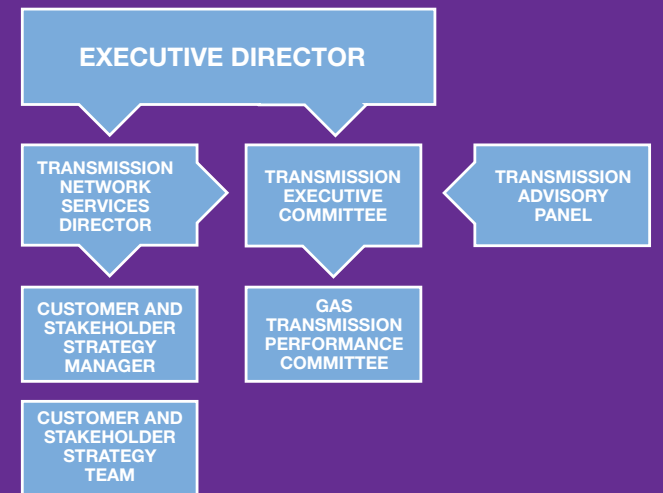 EXECUTIVE DIRECTOR
TRANSMISSION
NETWORK
SERVICES
DIRECTOR
TRANSMISSION
EXECUTIVE
COMMITTEE
TRANSMISSION
ADVISORY
PANEL
CUSTOMER AND
STAKEHOLDER
STRATEGY
MANAGER
GAS
TRANSMISSION
PERFORMANCE
COMMITTEE
CUSTOMER AND
STAKEHOLDER
STRATEGY
TEAM